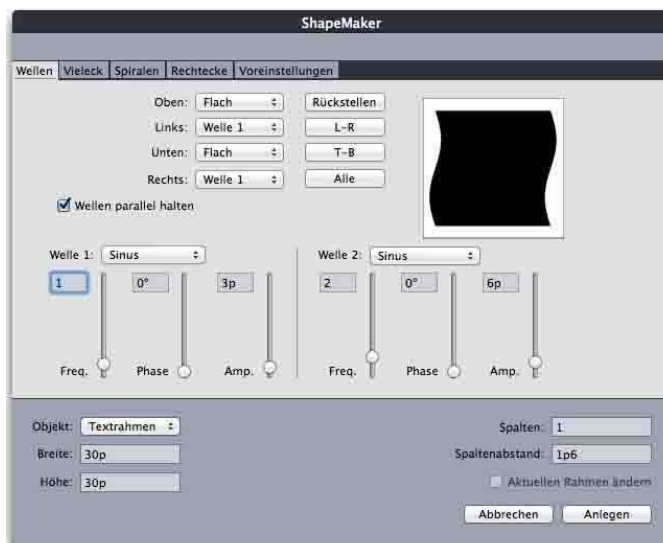 ShapeMaker
Wellen Vieleck Spiralen Rechtecke Voreinstellungen
Oben: Flach Rückstellen
Links: Welle 1 L-R
Unten: Flach T-B
Rechts: Welle 1 Alle
Wellen parallel halten
Welle 1: Sinus Welle 2: Sinus
1 0° 3p 2 0° 6p
Freq. Phase Amp. Freq. Phase Amp.
Objekt: Textrahmen Spalten: 1
Breite: 30p Spaltenabstand: 1p6
Höhe: 30p Aktuellen Rahmen ändern
Abbrechen Anlegen